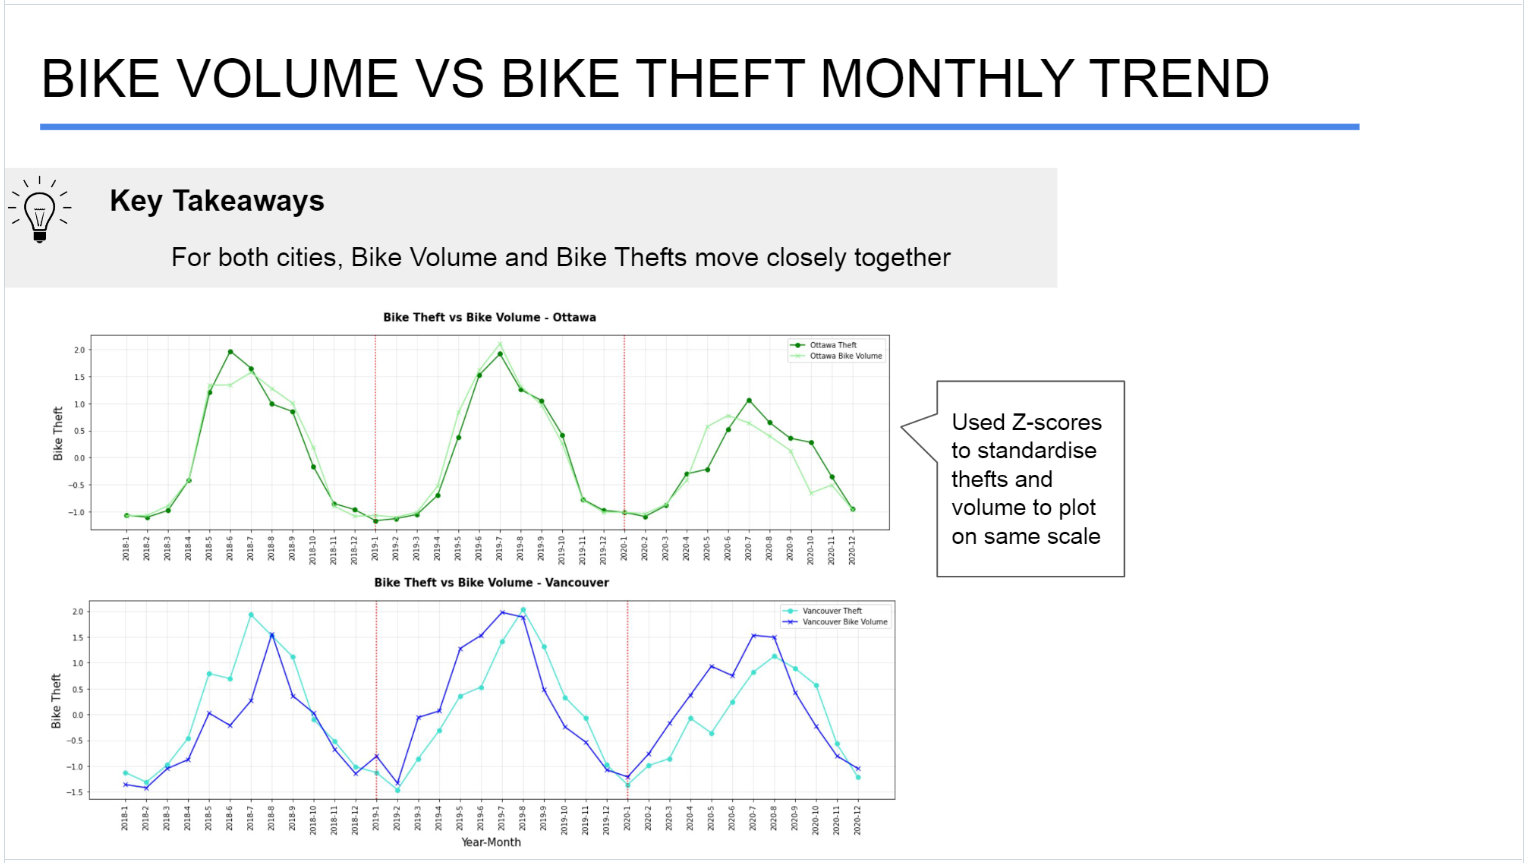 BIKE VOLUME VS BIKE THEFT MONTHLY TREND
Key Takeaways
For both cities, Bike Volume and Bike Thefts move closely together
Bike Theft vs Bike Volume - Ottawa
Ottawa Theft
Ottawa Bike Volume
Bike Theft
2.0
1.5
1.0
0.5
0.0
−0.5
−1.0
2018-1 2018-2 2018-3 2018-4 2018-5 2018-6 2018-7 2018-8 2018-9 2018-10 2018-11 2018-12 2019-1 2019-2 2019-3 2019-4 2019-5 2019-6 2019-7 2019-8 2019-9 2019-10 2019-11 2019-12 2020-1 2020-2 2020-3 2020-4 2020-5 2020-6 2020-7 2020-8 2020-9 2020-10 2020-11 2020-12
Used Z-scores
to standardise
thefts and
volume to plot
on same scale
Bike Theft vs Bike Volume - Vancouver
Vancouver Theft
Vancouver Bike Volume
Bike Theft
2.0
1.5
1.0
0.5
0.0
−0.5
−1.0
−1.5
2018-1 2018-2 2018-3 2018-4 2018-5 2018-6 2018-7 2018-8 2018-9 2018-10 2018-11 2018-12 2019-1 2019-2 2019-3 2019-4 2019-5 2019-6 2019-7 2019-8 2019-9 2019-10 2019-11 2019-12 2020-1 2020-2 2020-3 2020-4 2020-5 2020-6 2020-7 2020-8 2020-9 2020-10 2020-11 2020-12
Year-Month